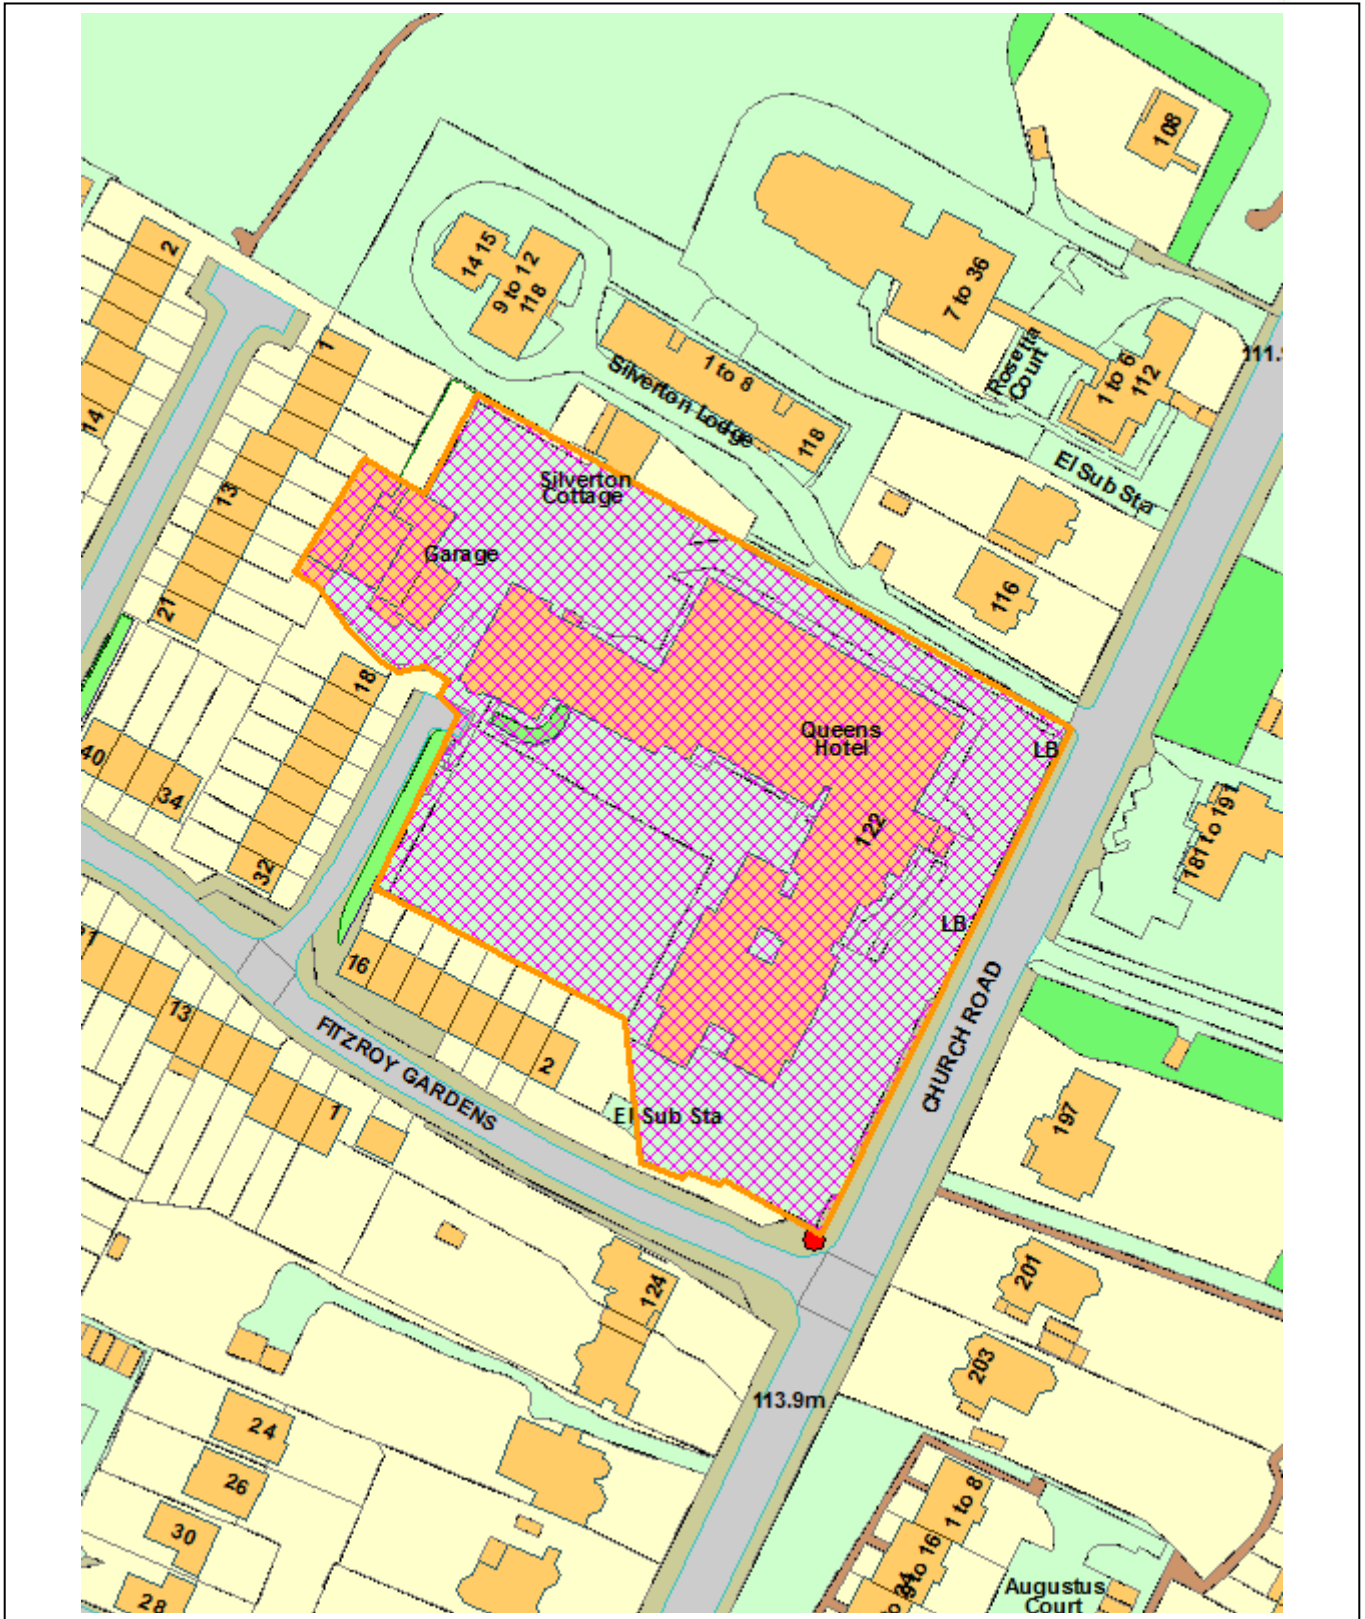 108
2
14 15
9 to 12
118
7 to 36
111.
1
1 to 8
Rosetta
Court
1 to 6
112
Silverton Lodge
14
118
El Sub Sta
Silverton
Cottage
13
Garage
116
21
18
Queens
Hotel
LB
40
34
122
181 to 191
32
LB
16
13
FITZROY GARDENS
2
CHURCH ROAD
1
El Sub Sta
197
124
201
203
113.9m
24
26
1 to 8
30
to 16
28
Augustus
Court